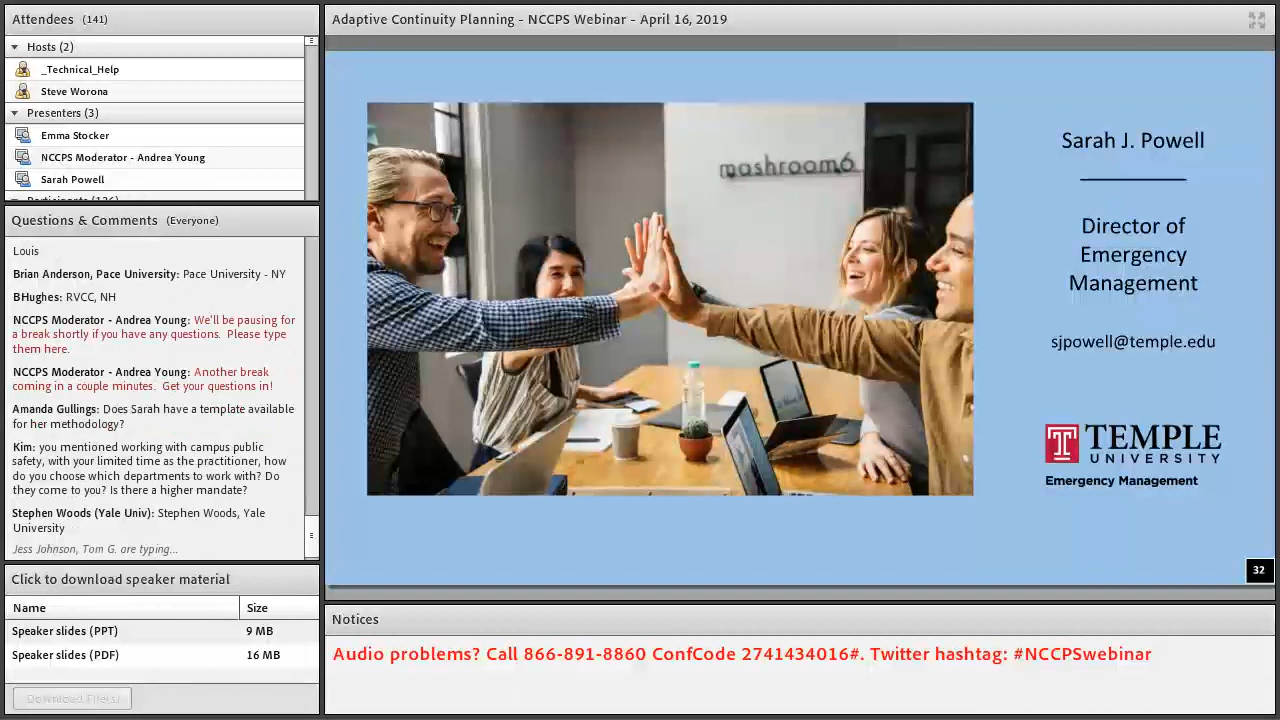 Attendees (141)
Hosts (2)
_Technical_Help
Steve Worona
Presenters (3)
Emma Stocker
NCCPS Moderator - Andrea Young
Sarah Powell
Participants (136)
Questions & Comments (Everyone)
Louis
Brian Anderson, Pace University: Pace University - NY
BHughes: RVCC, NH
NCCPS Moderator - Andrea Young: We'll be pausing for
a break shortly if you have any questions. Please type
them here.
NCCPS Moderator - Andrea Young: Another break
coming in a couple minutes. Get your questions in!
Amanda Gullings: Does Sarah have a template available
for her methodology?
Kim: you mentioned working with campus public
safety, with your limited time as the practitioner, how
do you choose which departments to work with? Do
they come to you? Is there a higher mandate?
Stephen Woods (Yale Univ): Stephen Woods, Yale
University
Jess Johnson, Tom G. are typing...
Click to download speaker material
Name Size
Speaker slides (PPT) 9 MB
Speaker slides (PDF) 16 MB
Download File(s)
Adaptive Continuity Planning - NCCPS Webinar - April 16, 2019
mashroom6
Sarah J. Powell
Director of
Emergency
Management
sjpowell@temple.edu
TEMPLE
UNIVERSITY
Emergency Management
32
Notices
Audio problems? Call 866-891-8860 ConfCode 2741434016#. Twitter hashtag: #NCCPSwebinar